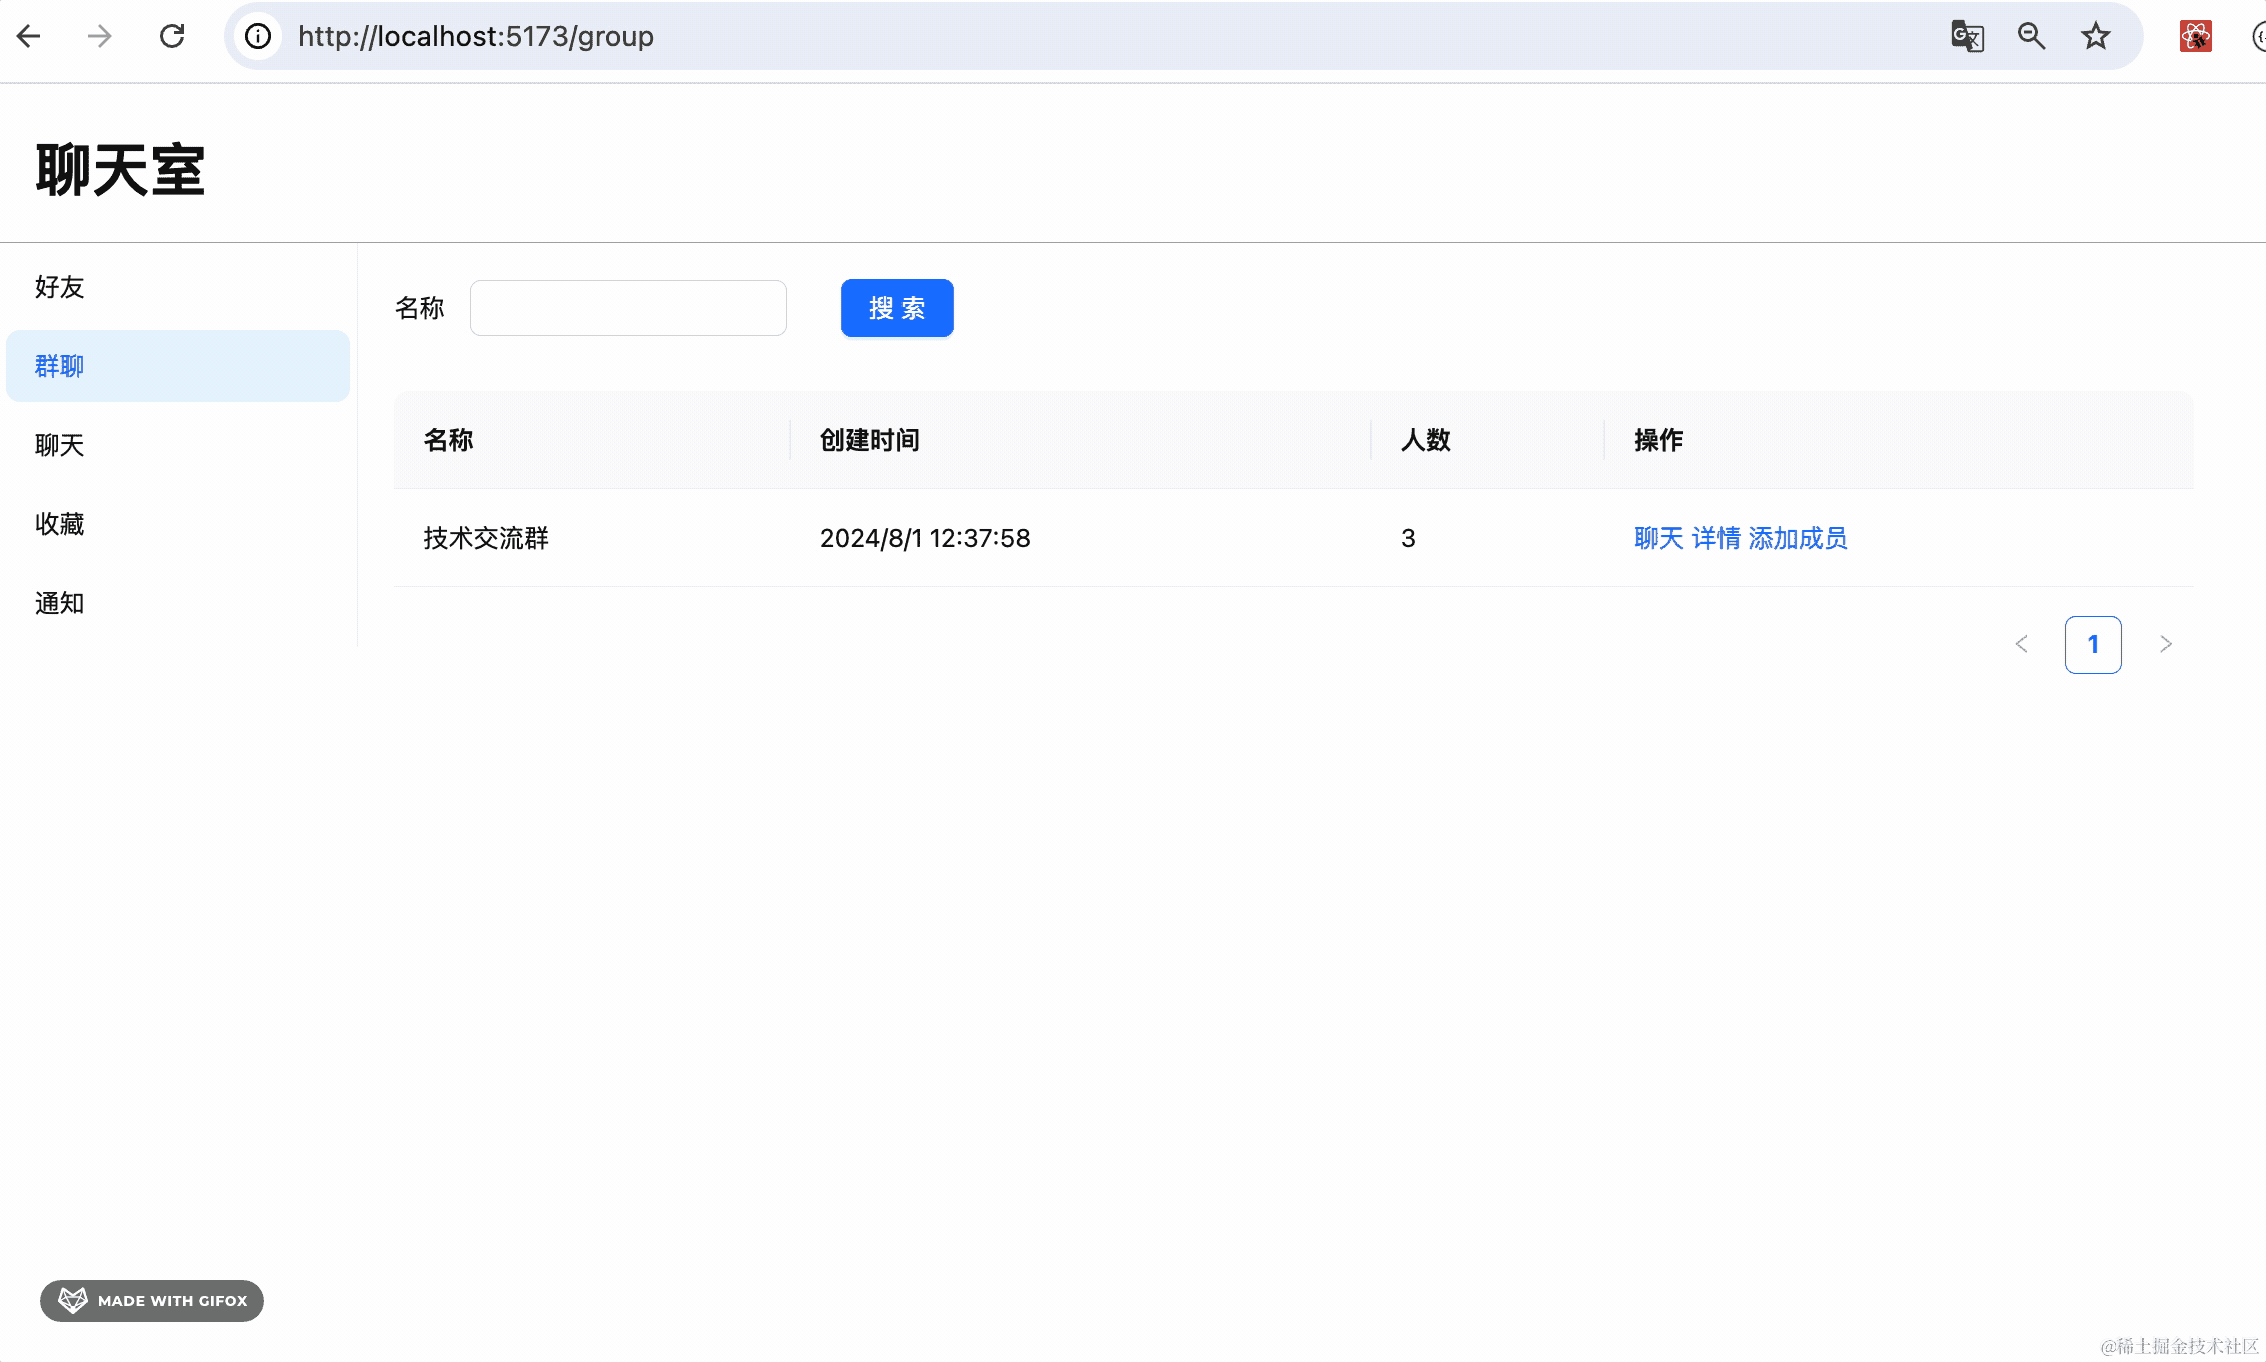 http://localhost:5173/group
聊天室
好友
群聊
聊天
收藏
通知
名称
搜 索
名称 创建时间 人数 操作
技术交流群 2024/8/1 12:37:58 3 聊天 详情 添加成员
1
MADE WITH GIFOX
@稀土掘金技术社区